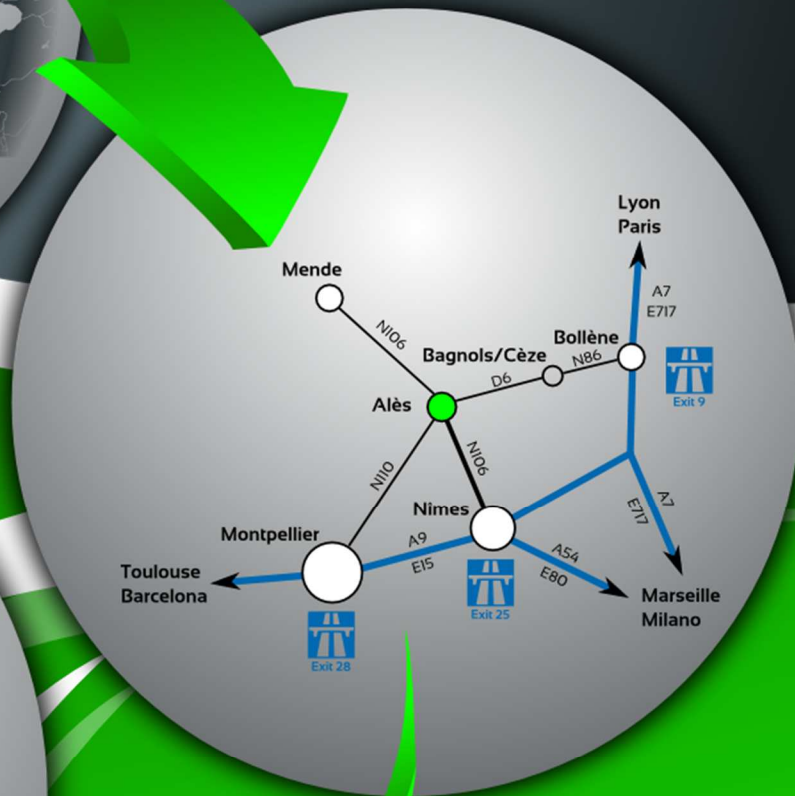 Lyon
Paris
Mende
A7
E717
N106
Bollène
Bagnols/Cèze
N86
D6
Exit 9
Alès
N106
N110
Nîmes
A7
E717
Montpellier
A9
E15
A54
E80
Toulouse
Barcelona
Exit 25
Marseille
Milano
Exit 28